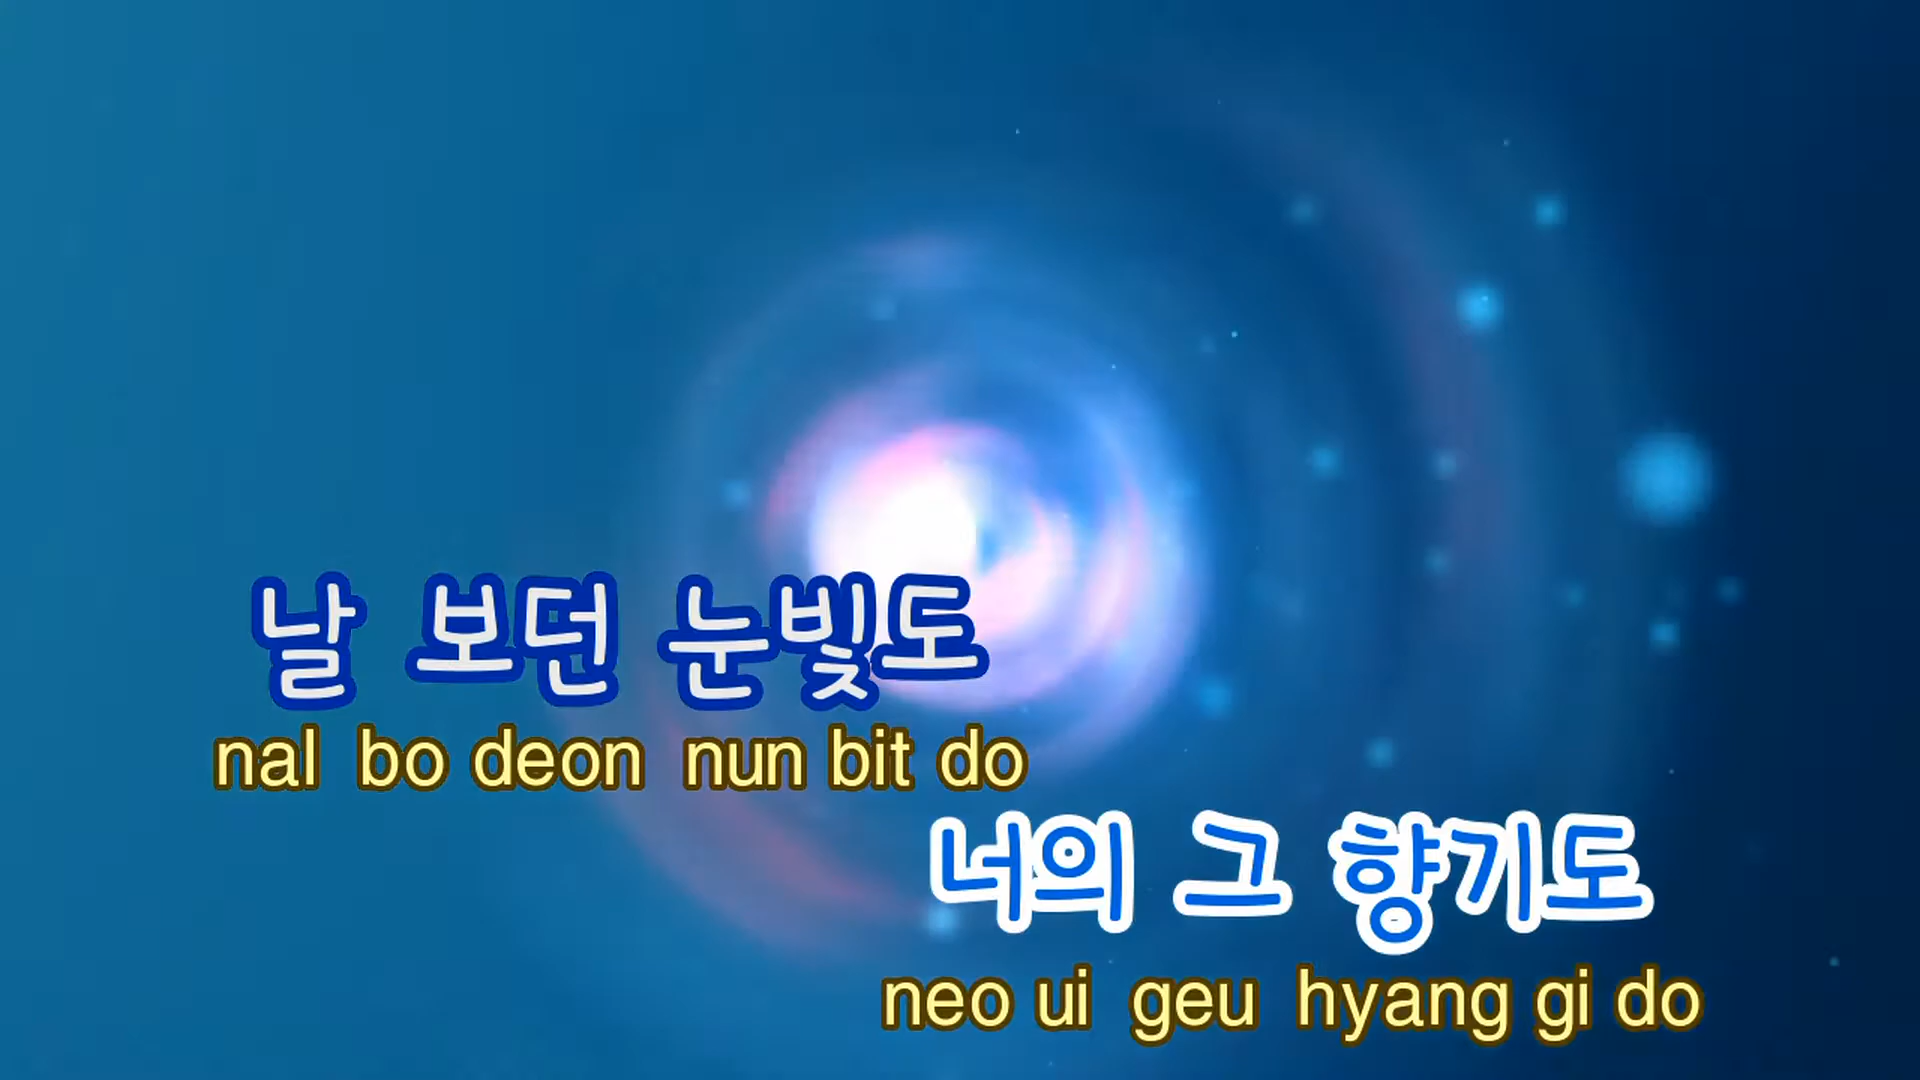 날 보던 눈빛도
nal bo deon nun bit do
너의 그 향기도
neo ui geu hyang gi do